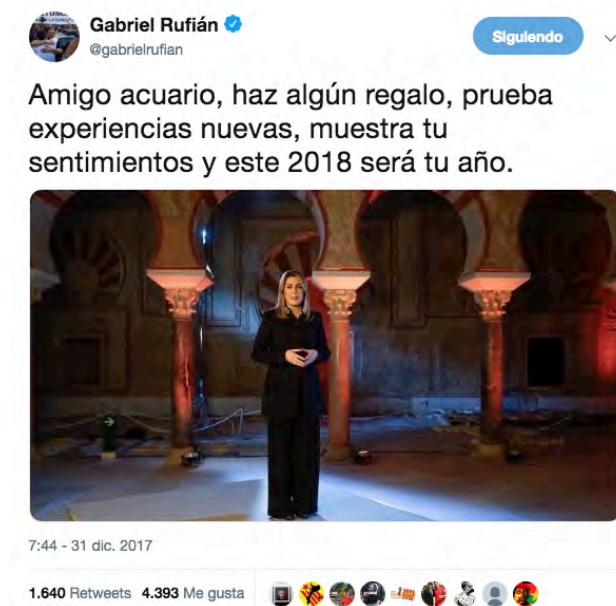 Gabriel Rufián
@gabrielrufian
Siguiendo
Amigo acuario, haz algún regalo, prueba
experiencias nuevas, muestra tu
sentimientos y este 2018 será tu año.
7:44 - 31 dic. 2017
1.640 Retweets 4.393 Me gusta